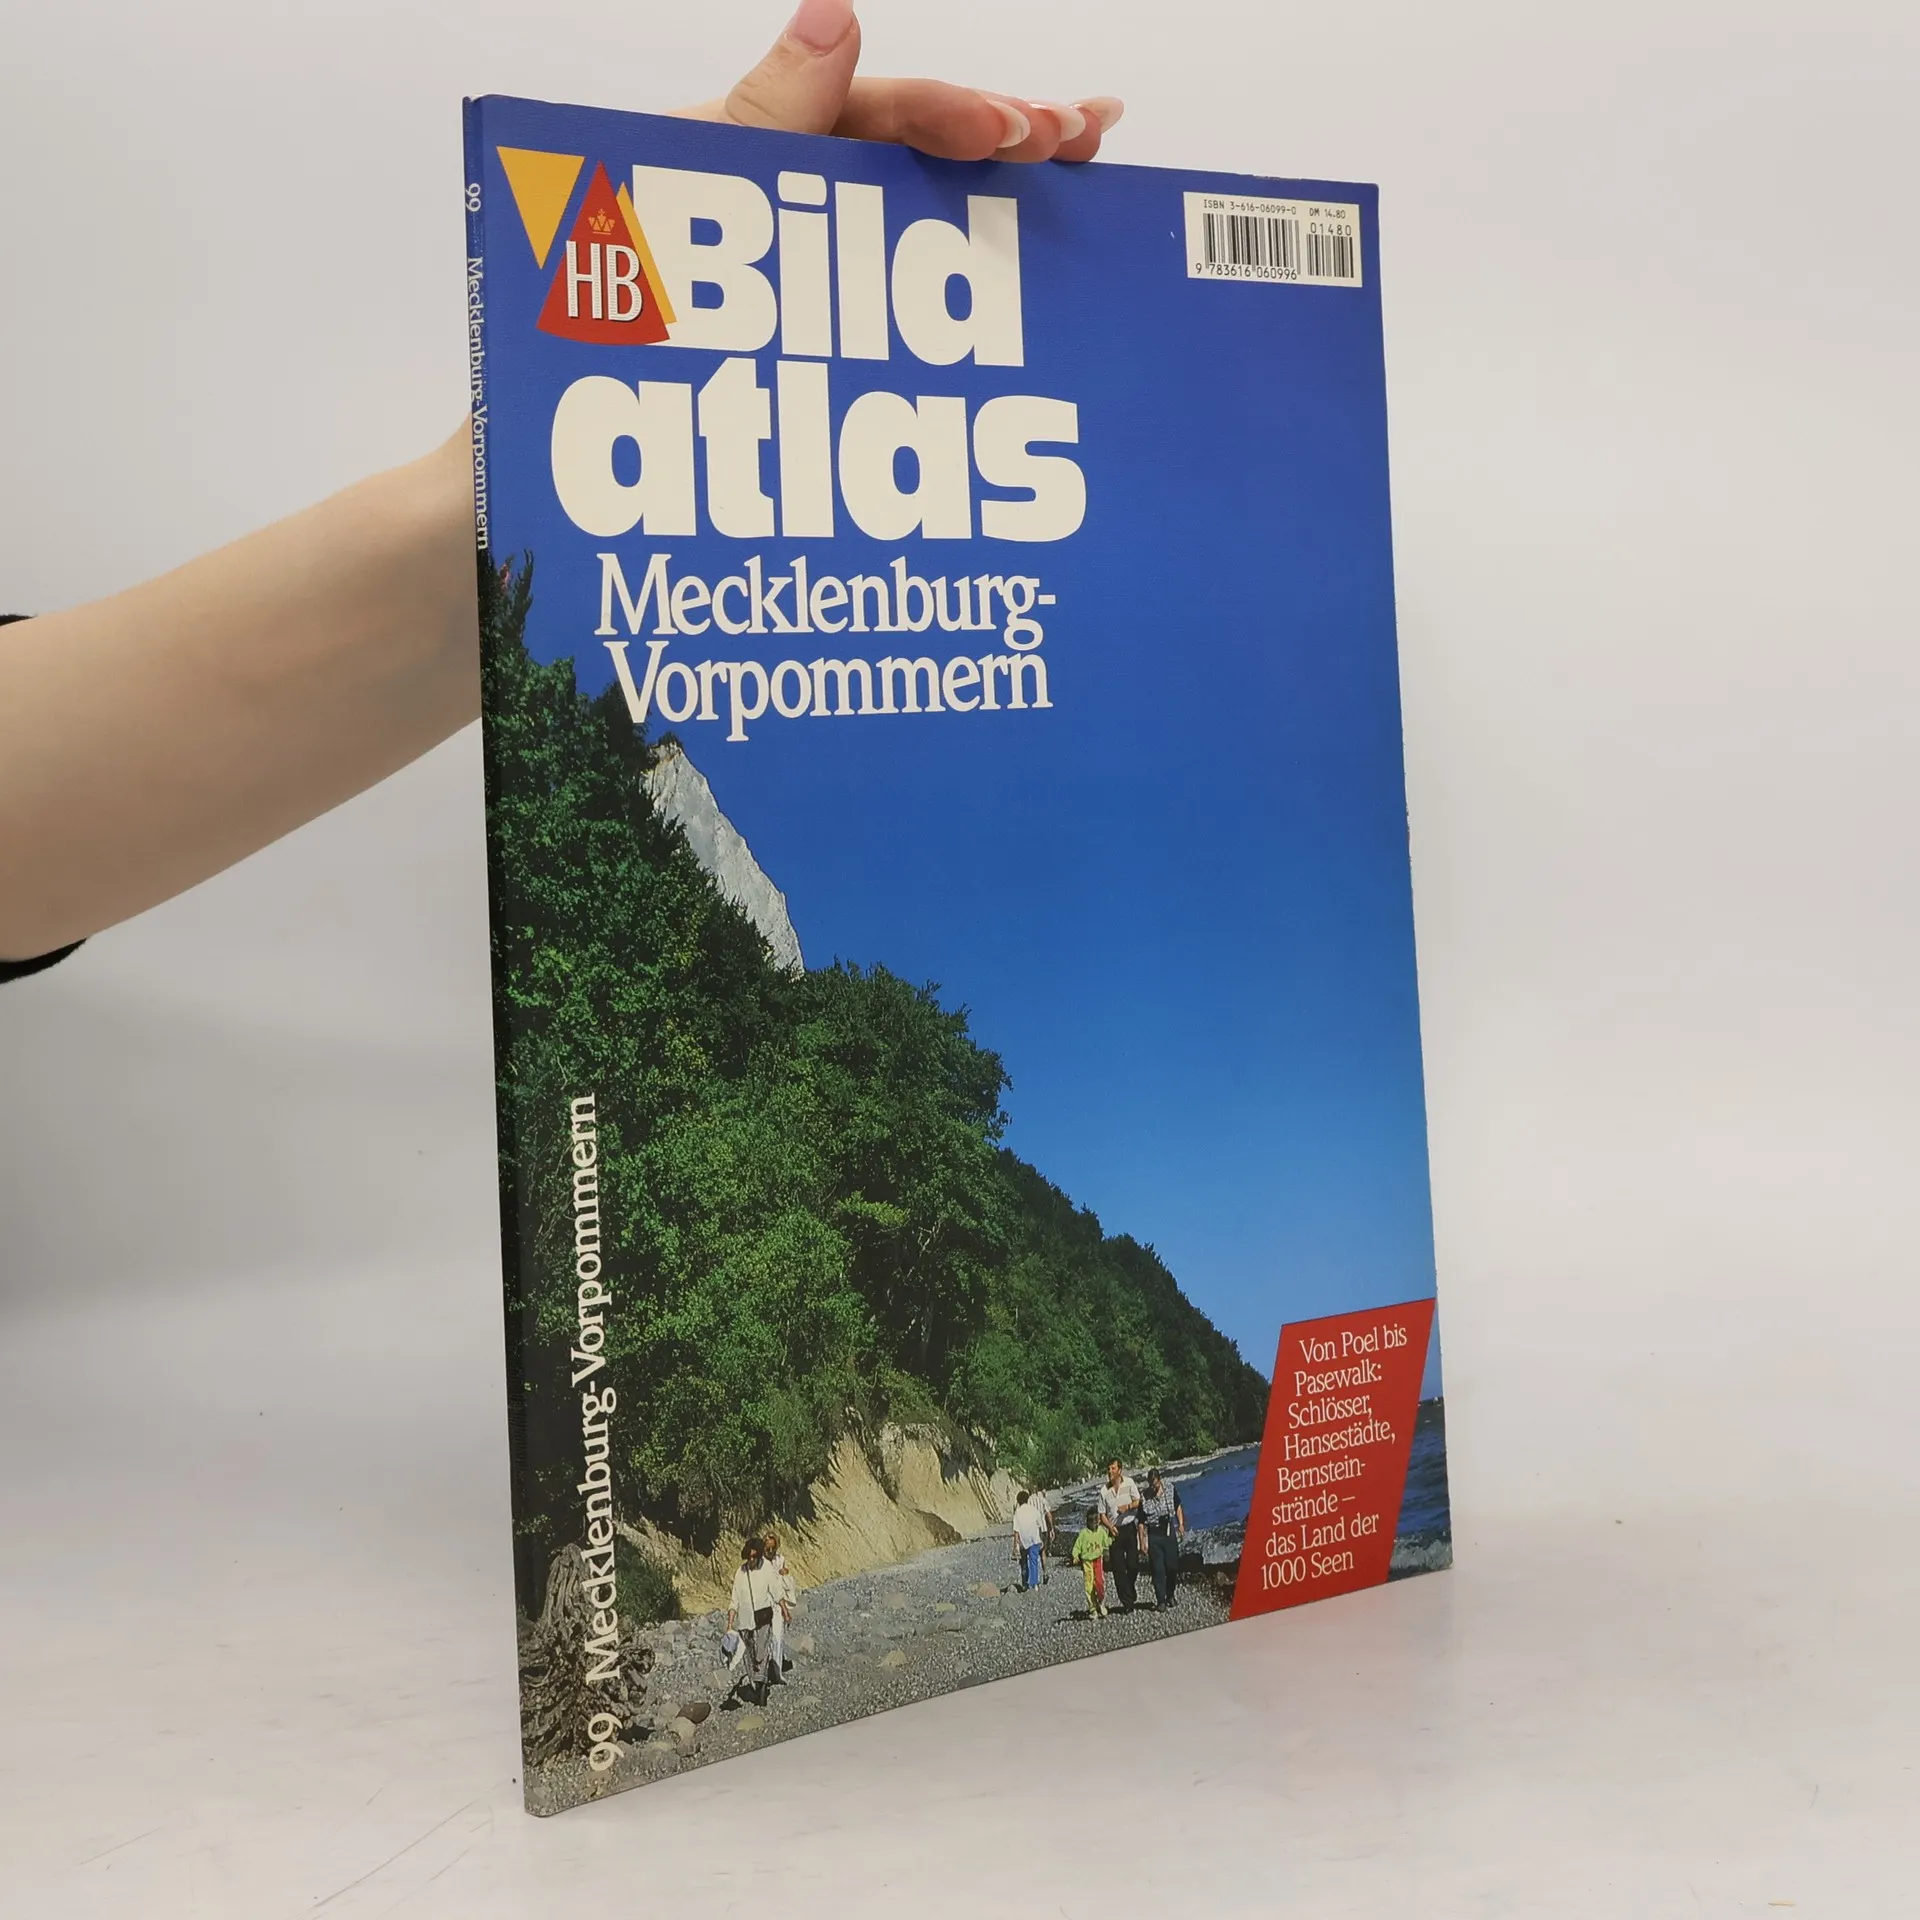 99 Mecklenburg-Vorpommern
HB
Bild
atlas
Mecklenburg-
Vorpommern
ISBN 3-616-06099-0 DM 14.80
01480
9 783616 060996
99 Mecklenburg-Vorpommern
Von Poel bis
Pasewalk:
Schlösser,
Hansestädte,
Bernstein-
strände –
das Land der
1000 Seen